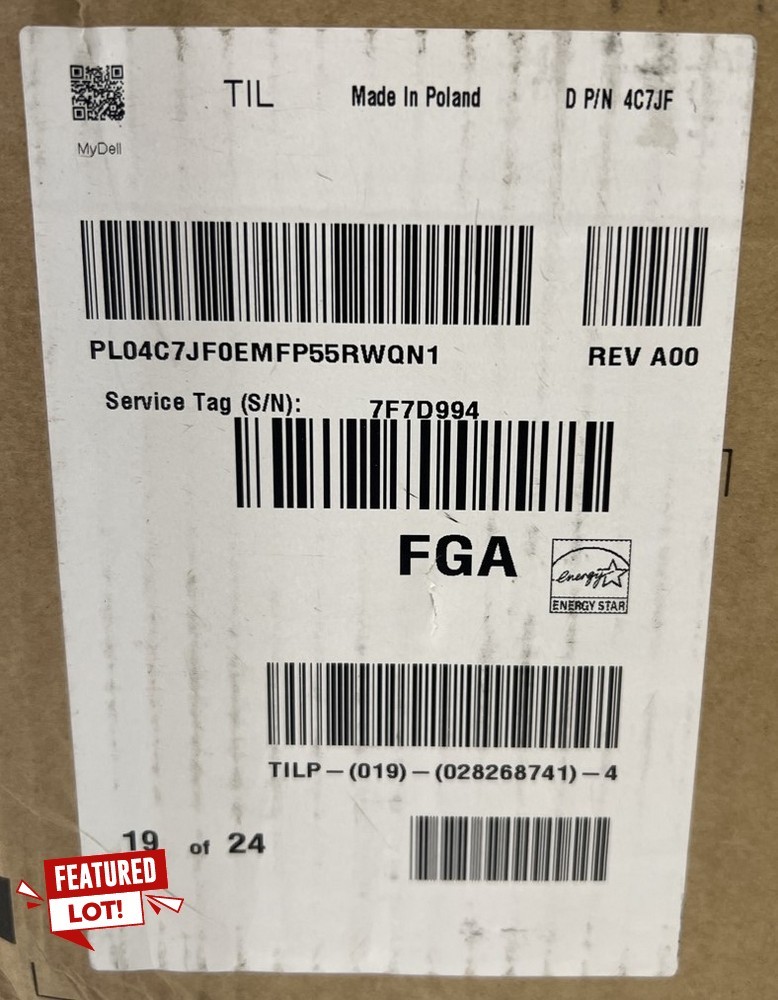 TIL Made In Poland D P/N 4C7JF
MyDell
PL04C7JF0EMFP55RWQN1 REV A00
Service Tag (S/N): 7F7D994
FGA
energy
ENERGY STAR
TILP-(019)-(028268741)-4
19 of 24
FEATURED
LOT!